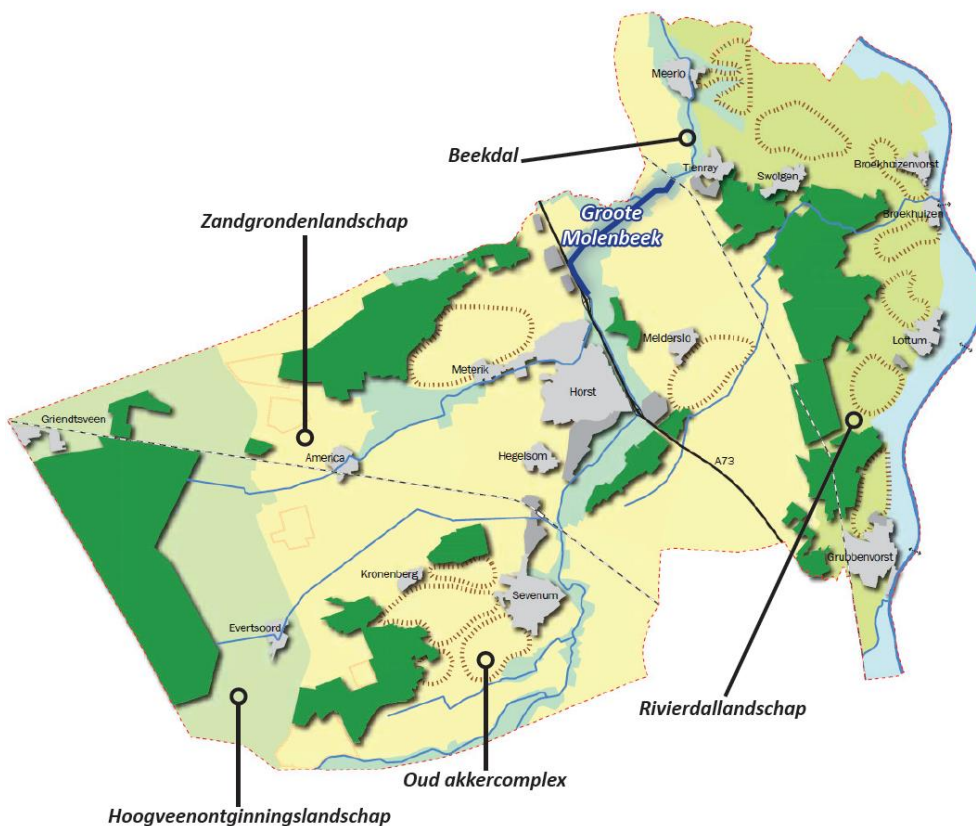 Meerlo
Beekdal
Tienray
Swolgen
Broekhuizenvorst
Broekhuizen
Zandgrondenlandschap
Groote
Molenbeek
Melderslo
Lottum
Meterik
Horst
Griendtsveen
America
Hegelsom
A73
Grubbenvorst
Kronenberg
Sevenum
Evertsoord
Rivierdallandschap
Oud akkercomplex
Hoogveenontginningslandschap